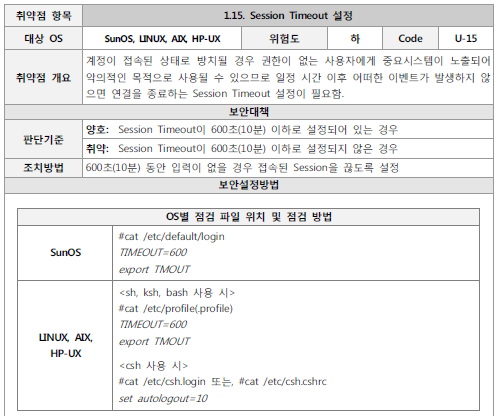 취약점 항목 1.15. Session Timeout 설정
대상 OS SunOS, LINUX, AIX, HP-UX 위험도 하 Code U-15
취약점 개요 계정이 접속된 상태로 방치될 경우 권한이 없는 사용자에게 중요시스템이 노출되어
악의적인 목적으로 사용될 수 있으므로 일정 시간 이후 어떠한 이벤트가 발생하지 않
으면 연결을 종료하는 Session Timeout 설정이 필요함.
보안대책
판단기준 양호: Session Timeout이 600초(10분) 이하로 설정되어 있는 경우
취약: Session Timeout이 600초(10분) 이하로 설정되지 않은 경우
조치방법 600초(10분) 동안 입력이 없을 경우 접속된 Session을 끊도록 설정
보안설정방법
OS별 점검 파일 위치 및 점검 방법
SunOS
#cat /etc/default/login
TIMEOUT=600
export TMOUT
LINUX, AIX,
HP-UX
<sh, ksh, bash 사용 시>
#cat /etc/profile(.profile)
TIMEOUT=600
export TMOUT
<csh 사용 시>
#cat /etc/csh.login 또는, #cat /etc/csh.cshrc
set autologout=10